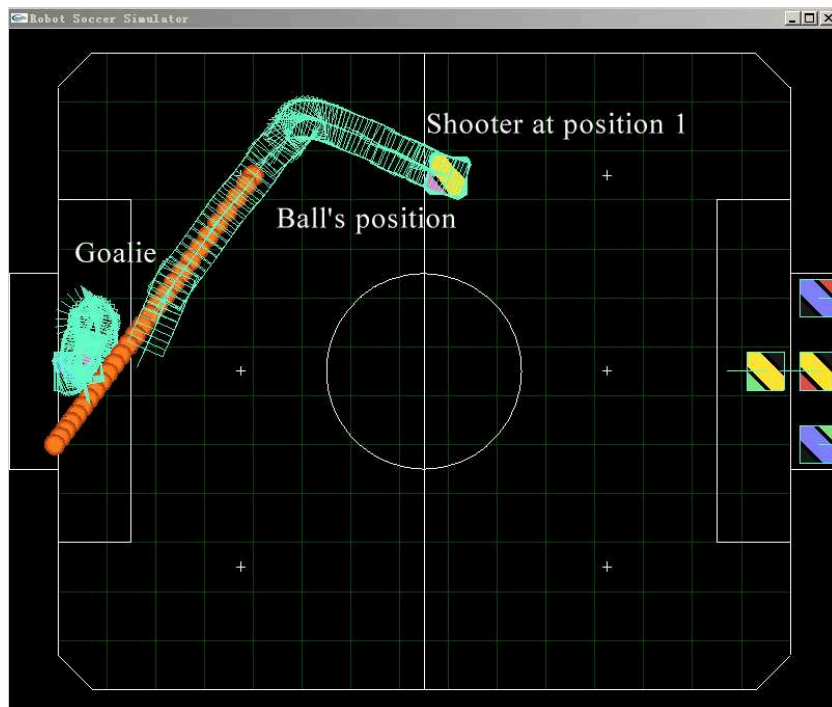 Robot Soccer Simulator
Shooter at position 1
Ball's position
Goalie